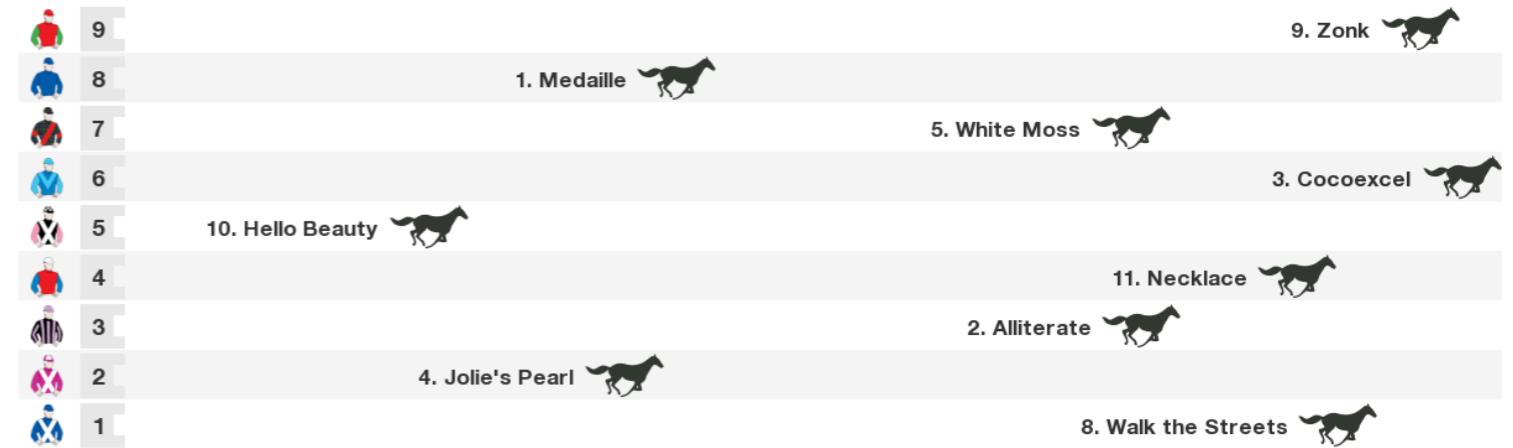 9 9. Zonk
8 1. Medaille
7 5. White Moss
6 3. Cocoexcel
5 10. Hello Beauty
4 11. Necklace
3 2. Alliterate
2 4. Jolie's Pearl
1 8. Walk the Streets